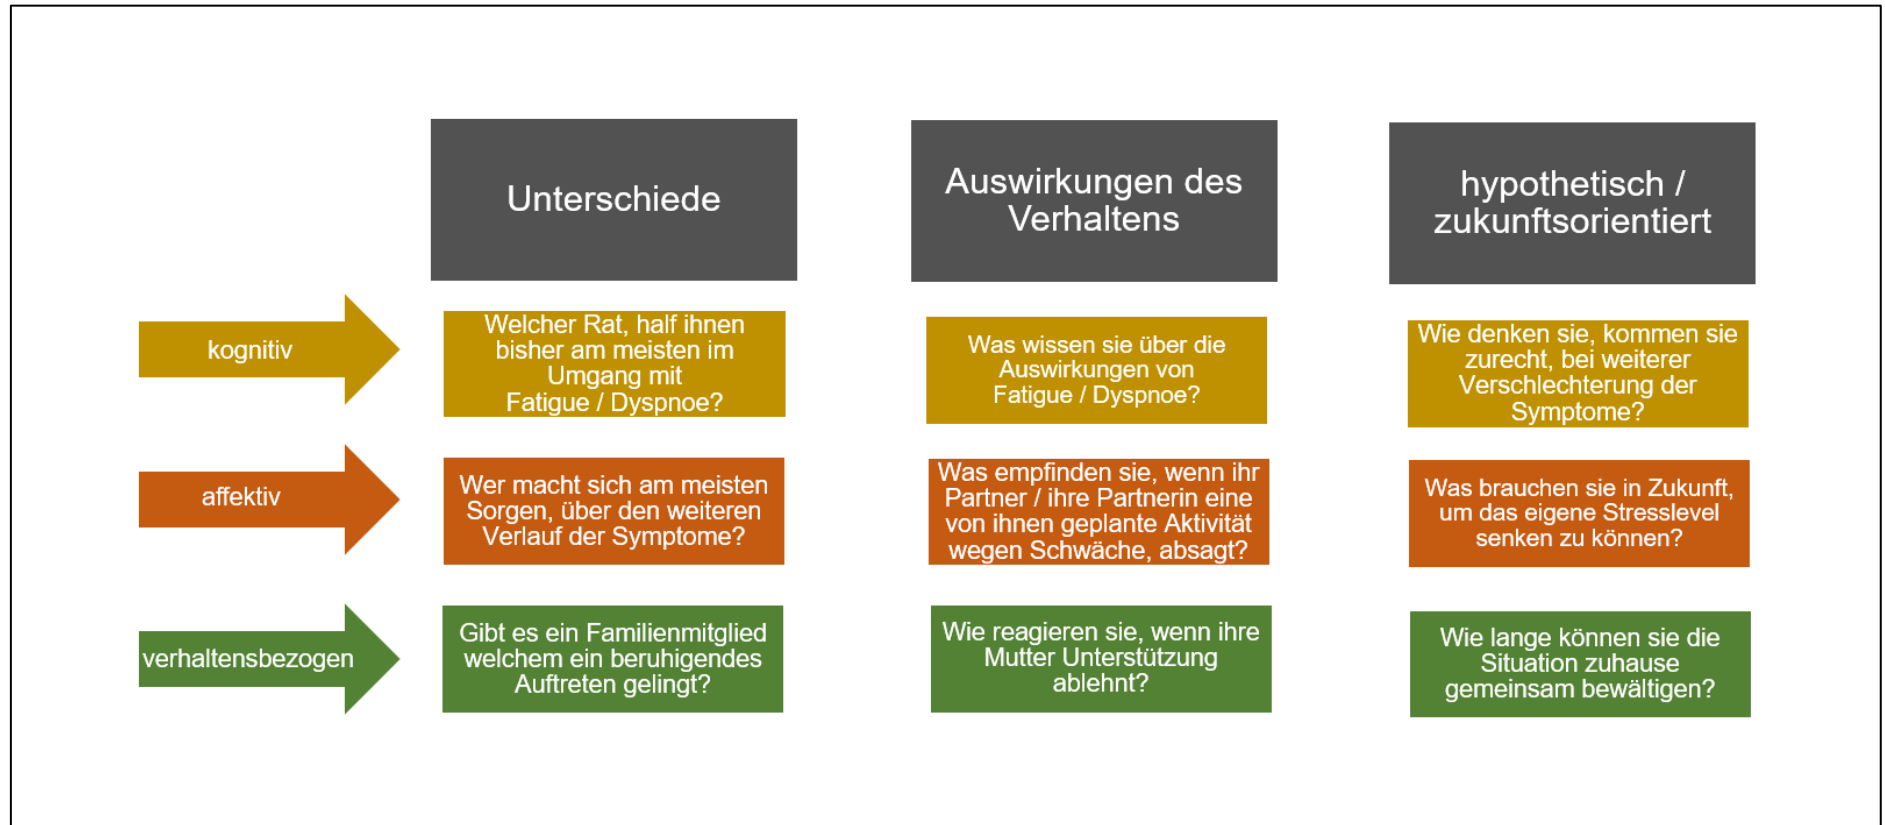 Unterschiede
Auswirkungen des
Verhaltens
hypothetisch /
zukunftsorientiert
kognitiv
Welcher Rat, half ihnen
bisher am meisten im
Umgang mit
Fatigue / Dyspnoe?
Was wissen sie über die
Auswirkungen von
Fatigue / Dyspnoe?
Wie denken sie, kommen sie
zurecht, bei weiterer
Verschlechterung der
Symptome?
affektiv
Wer macht sich am meisten
Sorgen, über den weiteren
Verlauf der Symptome?
Was empfinden sie, wenn ihr
Partner / ihre Partnerin eine
von ihnen geplante Aktivität
wegen Schwäche, absagt?
Was brauchen sie in Zukunft,
um das eigene Stresslevel
senken zu können?
verhaltensbezogen
Gibt es ein Familienmitglied
welchem ein beruhigendes
Auftreten gelingt?
Wie reagieren sie, wenn ihre
Mutter Unterstützung
ablehnt?
Wie lange können sie die
Situation zuhause
gemeinsam bewältigen?